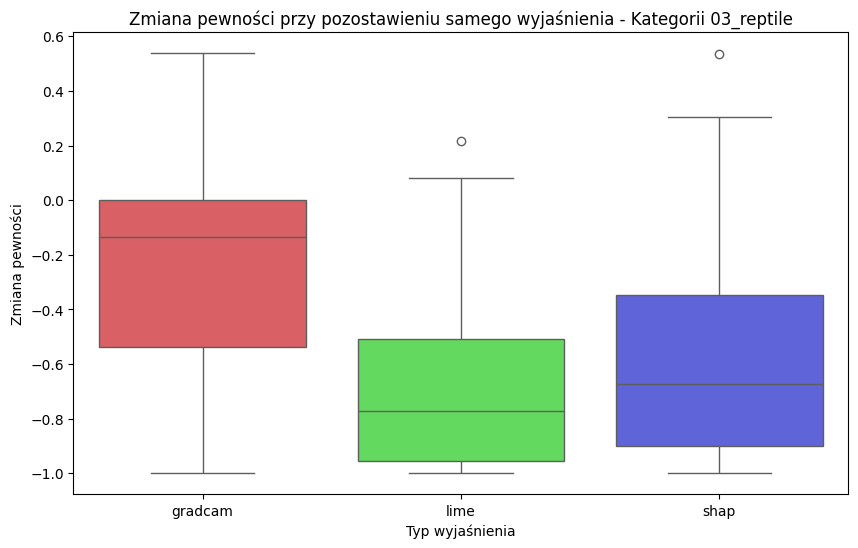 Zmiana pewności przy pozostawieniu samego wyjaśnienia - Kategorii 03_reptile
0.6
0.4
0.2
0.0
−0.2
−0.4
−0.6
−0.8
−1.0
Zmiana pewności
gradcam
lime
shap
Typ wyjaśnienia